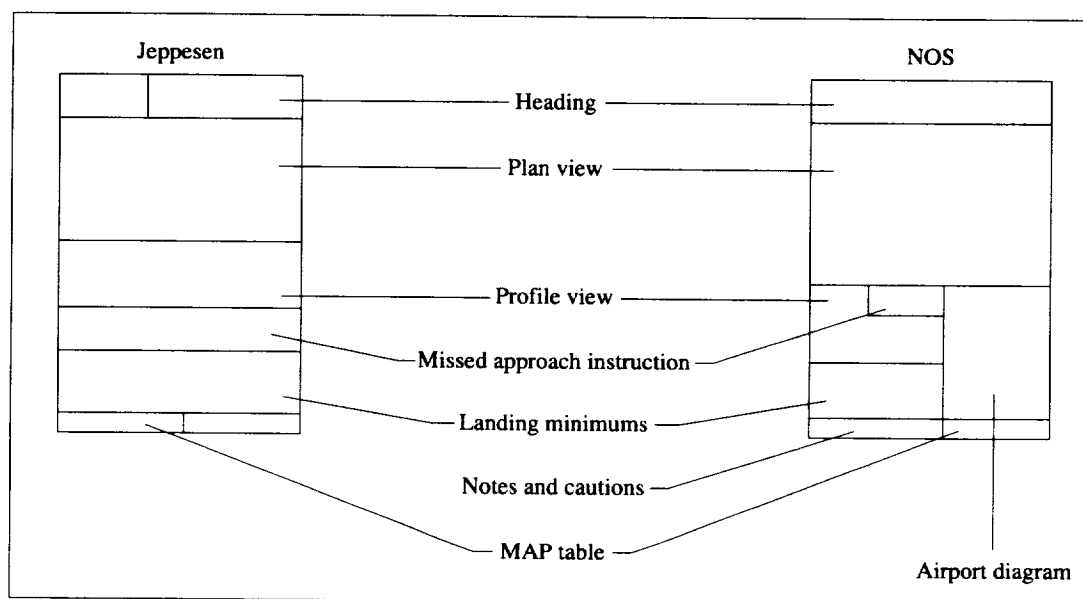 Jeppesen
NOS
Heading
Plan view
Profile view
Missed approach instruction
Landing minimums
Notes and cautions
MAP table
Airport diagram